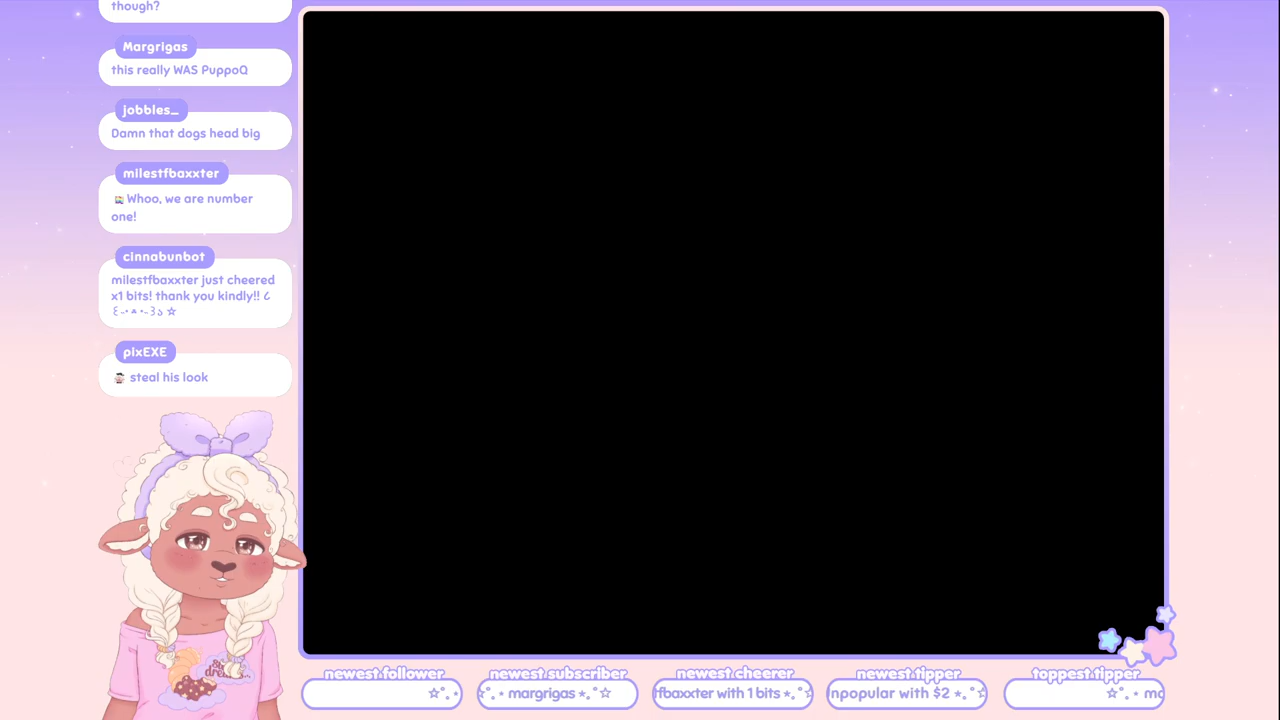 though?
Margrigas
this really WAS PuppoQ
jobbles_
Damn that dogs head big
milestfbaxxter
Whoo, we are number
one!
cinnabunbot
milestfbaxxter just cheered
x1 bits! thank you kindly!!
pixEXE
steal his look
newest follower
newest subscriber
margrigas
newest cheerer
fbaxxter with 1 bits
newest tipper
npopular with $2
toppest tipper